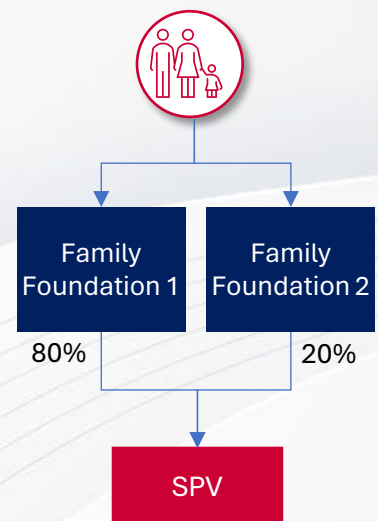 Family
Foundation 1
Family
Foundation 2
80%
20%
SPV